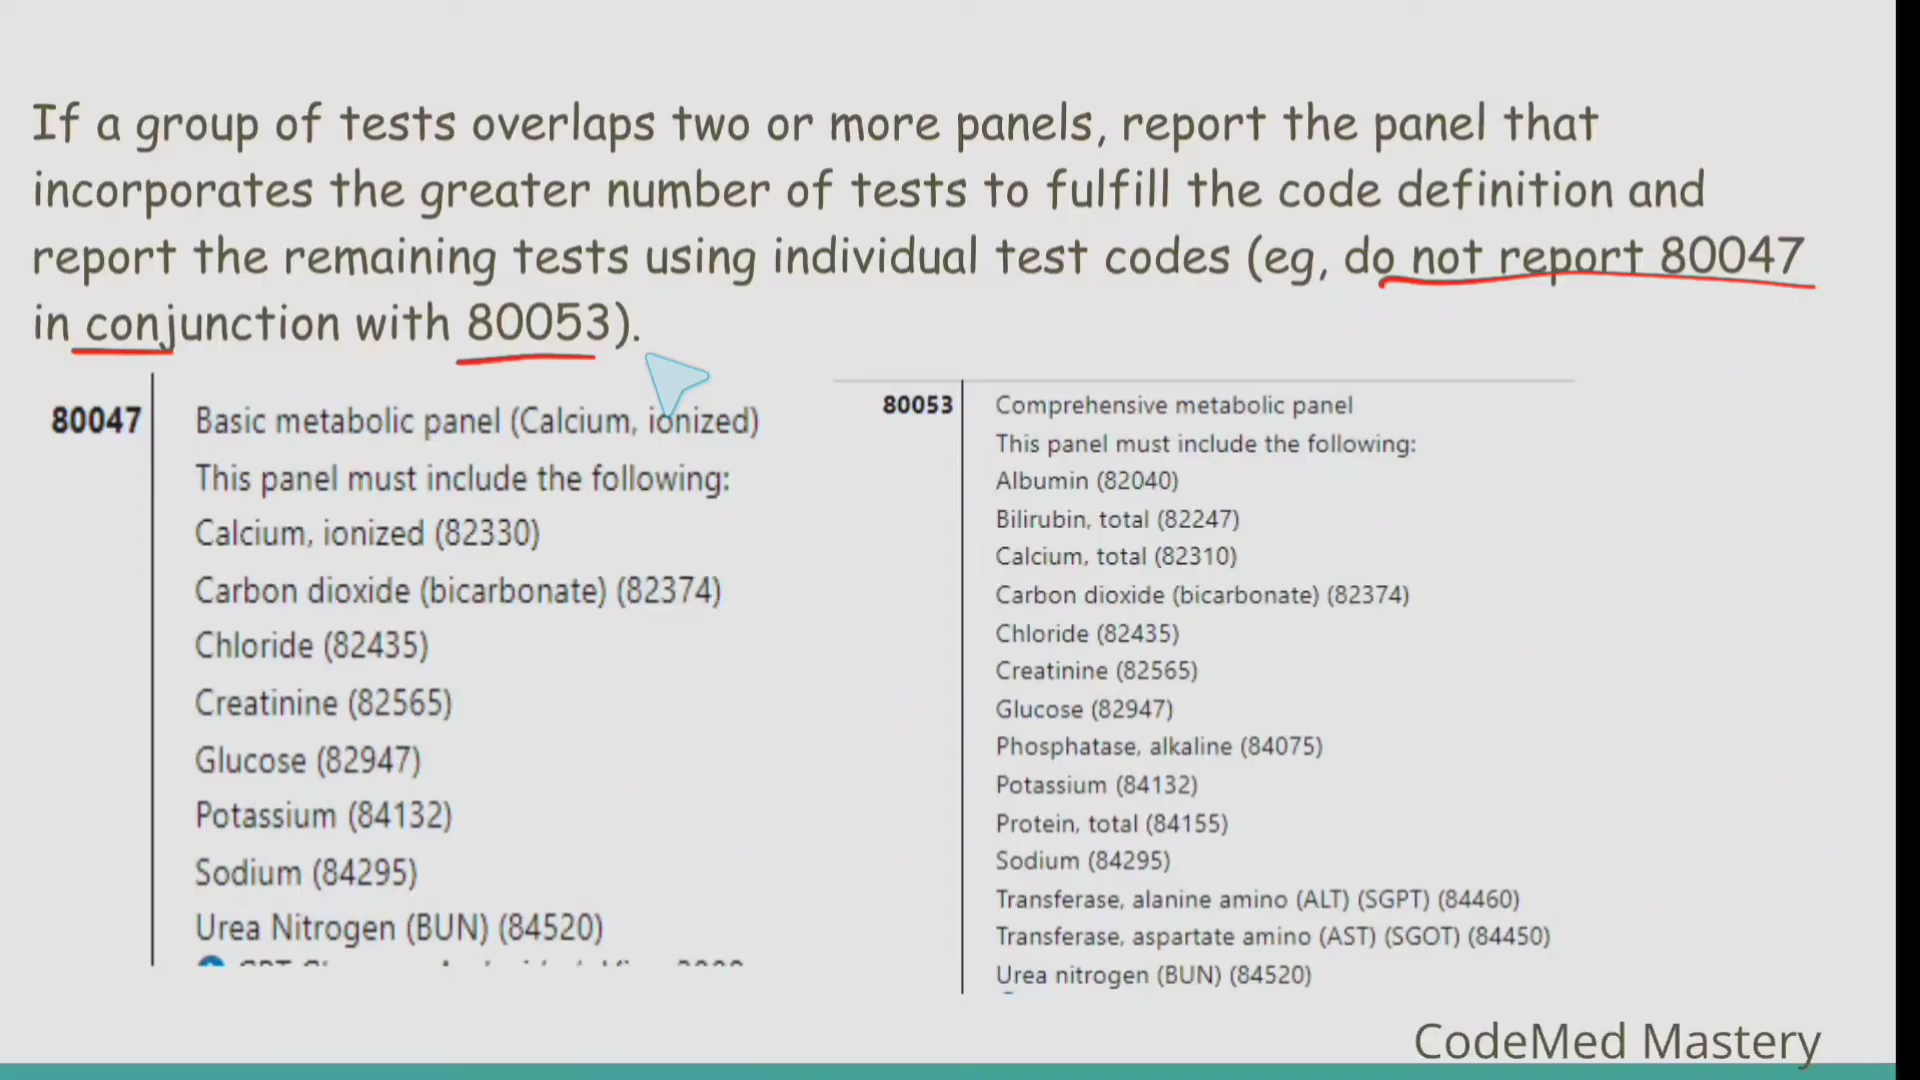 If a group of tests overlaps two or more panels, report the panel that
incorporates the greater number of tests to fulfill the code definition and
report the remaining tests using individual test codes (eg, do not report 80047
in conjunction with 80053).
80047 Basic metabolic panel (Calcium, ionized)
This panel must include the following:
Calcium, ionized (82330)
Carbon dioxide (bicarbonate) (82374)
Chloride (82435)
Creatinine (82565)
Glucose (82947)
Potassium (84132)
Sodium (84295)
Urea Nitrogen (BUN) (84520)
80053 Comprehensive metabolic panel
This panel must include the following:
Albumin (82040)
Bilirubin, total (82247)
Calcium, total (82310)
Carbon dioxide (bicarbonate) (82374)
Chloride (82435)
Creatinine (82565)
Glucose (82947)
Phosphatase, alkaline (84075)
Potassium (84132)
Protein, total (84155)
Sodium (84295)
Transferase, alanine amino (ALT) (SGPT) (84460)
Transferase, aspartate amino (AST) (SGOT) (84450)
Urea nitrogen (BUN) (84520)
CodeMed Mastery